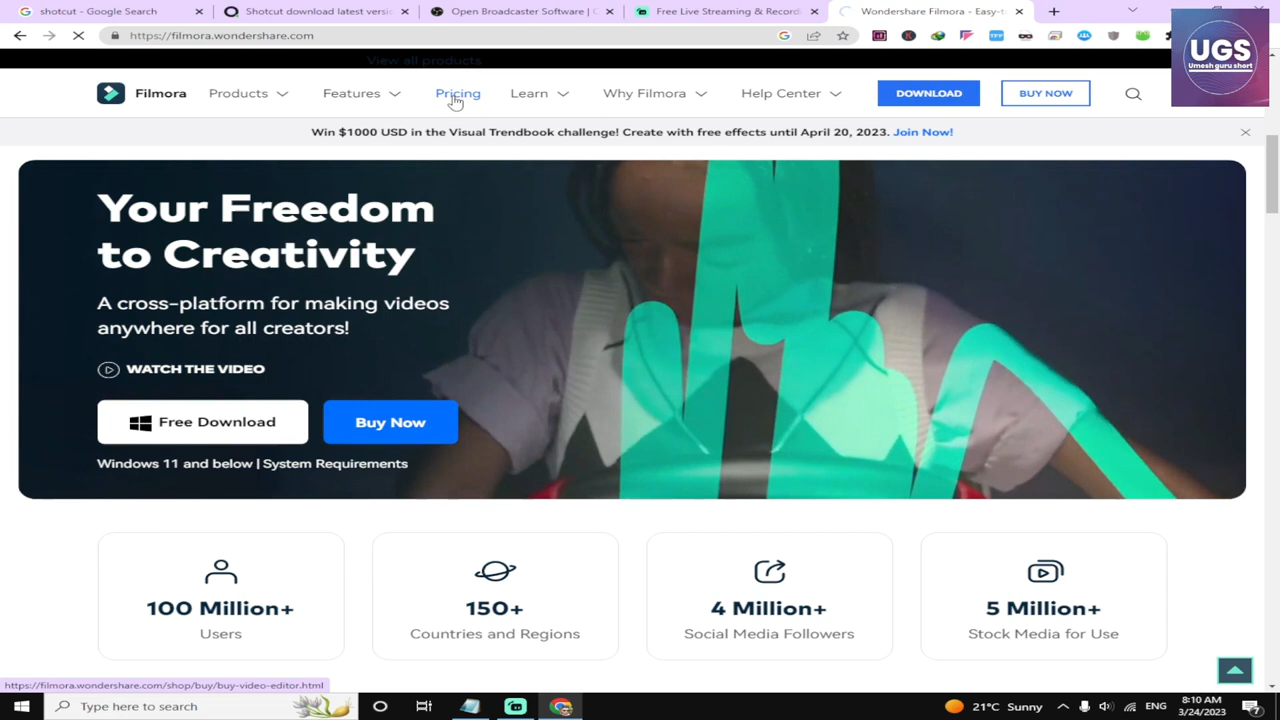 shotcut - Google Search
Shotcut download latest versi
Open Broadcaster Software | 
Free Live Streaming & Record
Wondershare Filmora - Easy-t
https://filmora.wondershare.com
UGS
Umesh guru short
View all products
Filmora
Products
Features
Pricing
Learn
Why Filmora
Help Center
DOWNLOAD
BUY NOW
Win $1000 USD in the Visual Trendbook challenge! Create with free effects until April 20, 2023. Join Now!
Your Freedom
to Creativity
A cross-platform for making videos
anywhere for all creators!
WATCH THE VIDEO
Free Download
Buy Now
Windows 11 and below | System Requirements
100 Million+
Users
150+
Countries and Regions
4 Million+
Social Media Followers
5 Million+
Stock Media for Use
https://filmora.wondershare.com/shop/buy/buy-video-editor.html
Type here to search
21°C Sunny
ENG
8:10 AM
3/24/2023
7